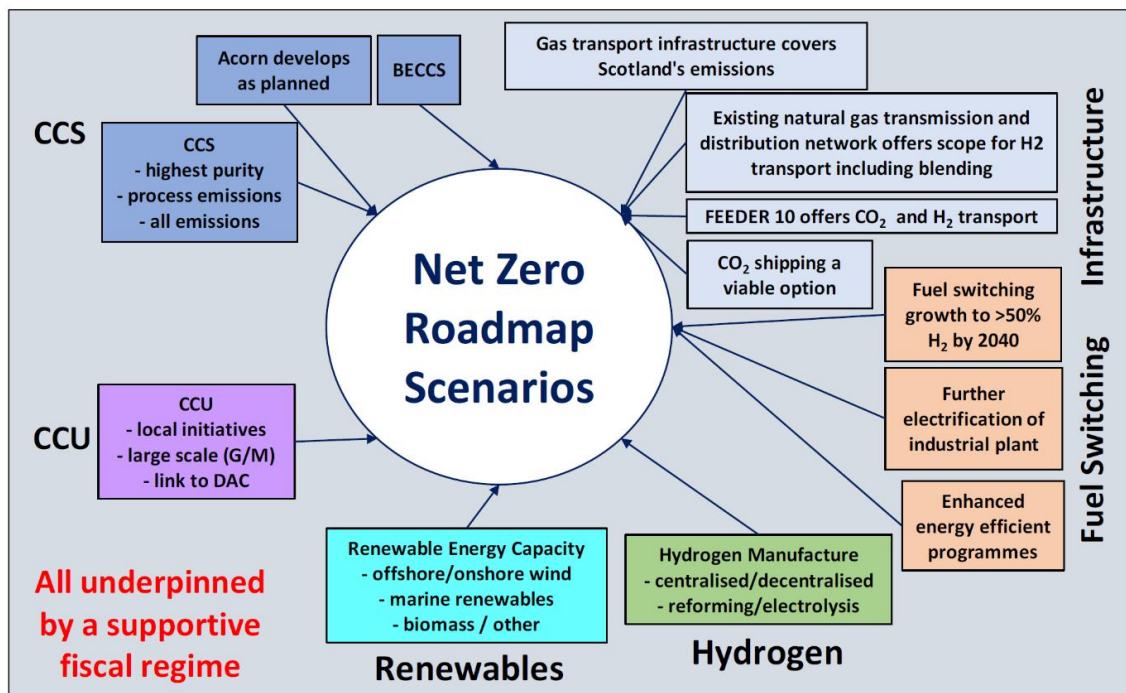 CCS
Acorn develops
as planned
BECCS
CCS
- highest purity
- process emissions
- all emissions
Gas transport infrastructure covers
Scotland's emissions
Existing natural gas transmission and
distribution network offers scope for H2
transport including blending
FEEDER 10 offers CO₂ and H₂ transport
CO₂ shipping a
viable option
Infrastructure
Net Zero
Roadmap
Scenarios
Fuel switching
growth to >50%
H₂ by 2040
Further
electrification of
industrial plant
Enhanced
energy efficient
programmes
Fuel Switching
CCU
CCU
- local initiatives
- large scale (G/M)
- link to DAC
Renewable Energy Capacity
- offshore/onshore wind
- marine renewables
- biomass / other
Renewables
Hydrogen Manufacture
- centralised/decentralised
- reforming/electrolysis
Hydrogen
All underpinned
by a supportive
fiscal regime